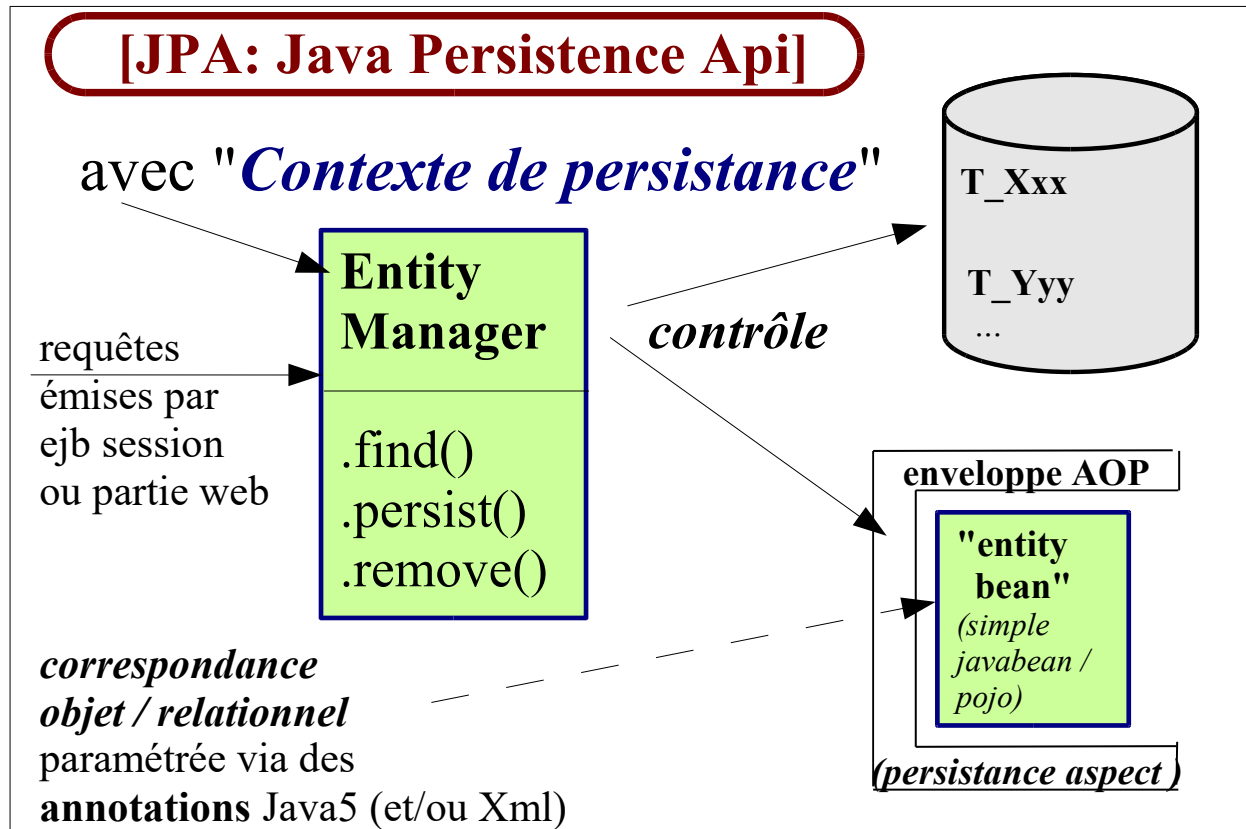 [JPA: Java Persistence Api]
avec "Contexte de persistance"
T_Xxx
T_Yyy
...
Entity
Manager
.find()
.persist()
.remove()
contrôle
requêtes
émises par
ejb session
ou partie web
enveloppe AOP
"entity
bean"
(simple
javabean /
pojo)
(persistance aspect )
correspondance
objet / relationnel
paramétrée via des
annotations Java5 (et/ou Xml)